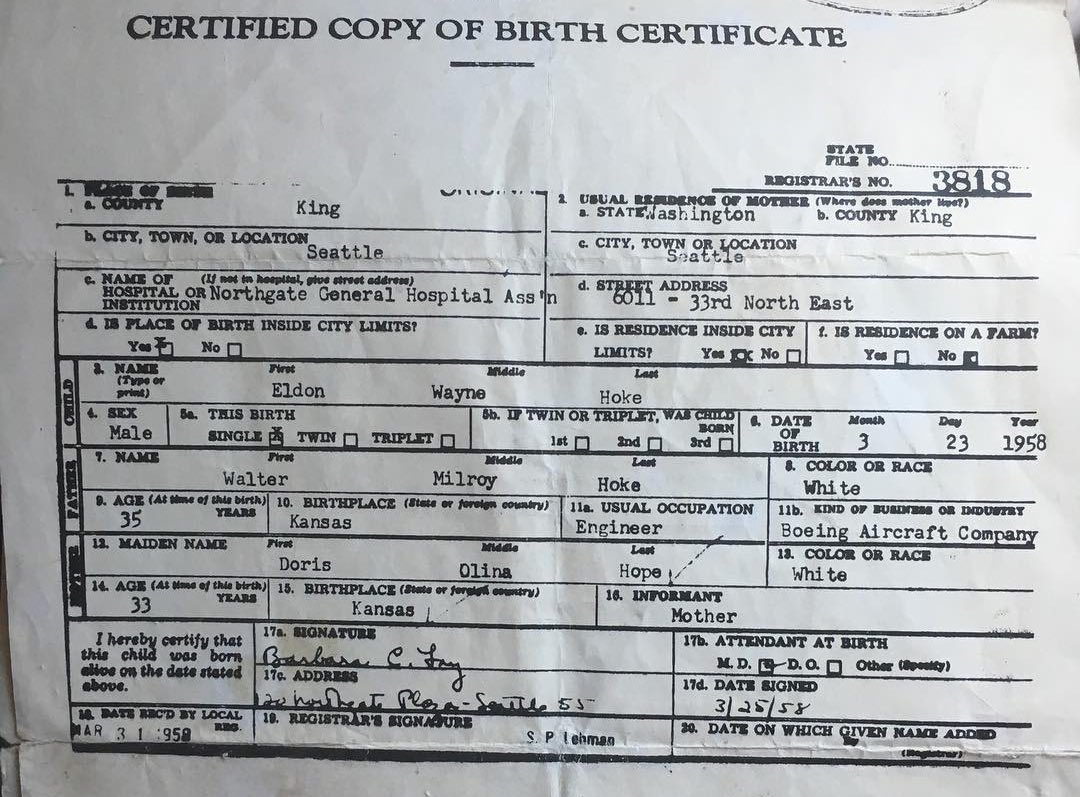 CERTIFIED COPY OF BIRTH CERTIFICATE
STATE
FILE NO.
REGISTRAR'S NO. 3818
1. PLACE OF BIRTH
a. COUNTY King
2. USUAL RESIDENCE OF MOTHER (Where does mother live?)
a. STATE Washington b. COUNTY King
b. CITY, TOWN, OR LOCATION
Seattle
c. CITY, TOWN OR LOCATION
Seattle
c. NAME OF (If not in hospital, give street address)
HOSPITAL OR Northgate General Hospital Ass'n
INSTITUTION
d. STREET ADDRESS
6011 - 33rd North East
d. IS PLACE OF BIRTH INSIDE CITY LIMITS?
Yes No
e. IS RESIDENCE INSIDE CITY
LIMITS? Yes No
f. IS RESIDENCE ON A FARM?
Yes No
CHILD
3. NAME First Middle Last
(Type or
print) Eldon Wayne Hoke
4. SEX
Male
5a. THIS BIRTH
SINGLE TWIN TRIPLET
5b. IF TWIN OR TRIPLET, WAS CHILD
BORN
1st 2nd 3rd
6. DATE Month Day Year
OF
BIRTH 3 23 1958
FATHER
7. NAME First Middle Last
Walter Milroy Hoke
8. COLOR OR RACE
White
9. AGE (At time of this birth)
35 YEARS
10. BIRTHPLACE (State or foreign country)
Kansas
11a. USUAL OCCUPATION
Engineer
11b. KIND OF BUSINESS OR INDUSTRY
Boeing Aircraft Company
MOTHER
12. MAIDEN NAME First Middle Last
Doris Olina Hope
13. COLOR OR RACE
White
14. AGE (At time of this birth)
33 YEARS
15. BIRTHPLACE (State or foreign country)
Kansas
16. INFORMANT
Mother
I hereby certify that
this child was born
alive on the date stated
above.
17a. SIGNATURE
Barbara C.
17b. ATTENDANT AT BIRTH
M. D. D. O. Other (Specify)
17c. ADDRESS
120 Northgate Plaza - Seattle 55
17d. DATE SIGNED
3/25/58
18. DATE REC'D BY LOCAL
REG.
MAR 31 1958
19. REGISTRAR'S SIGNATURE
S. P Lehman
20. DATE ON WHICH GIVEN NAME ADDED
By
(Registrar)